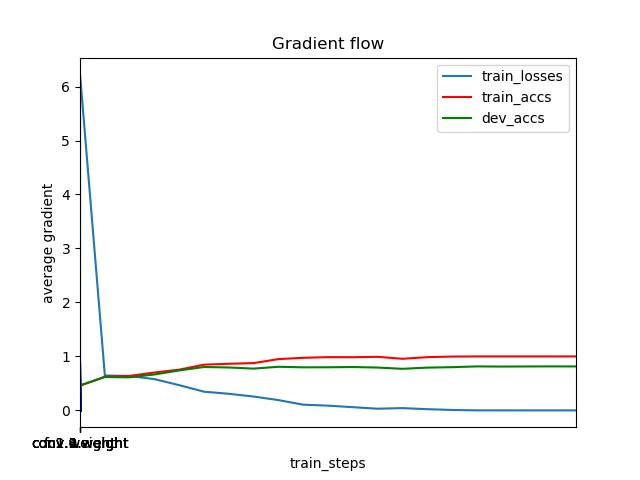 Gradient flow
train_losses
train_accs
dev_accs
average gradient
6
5
4
3
2
1
0
train_steps